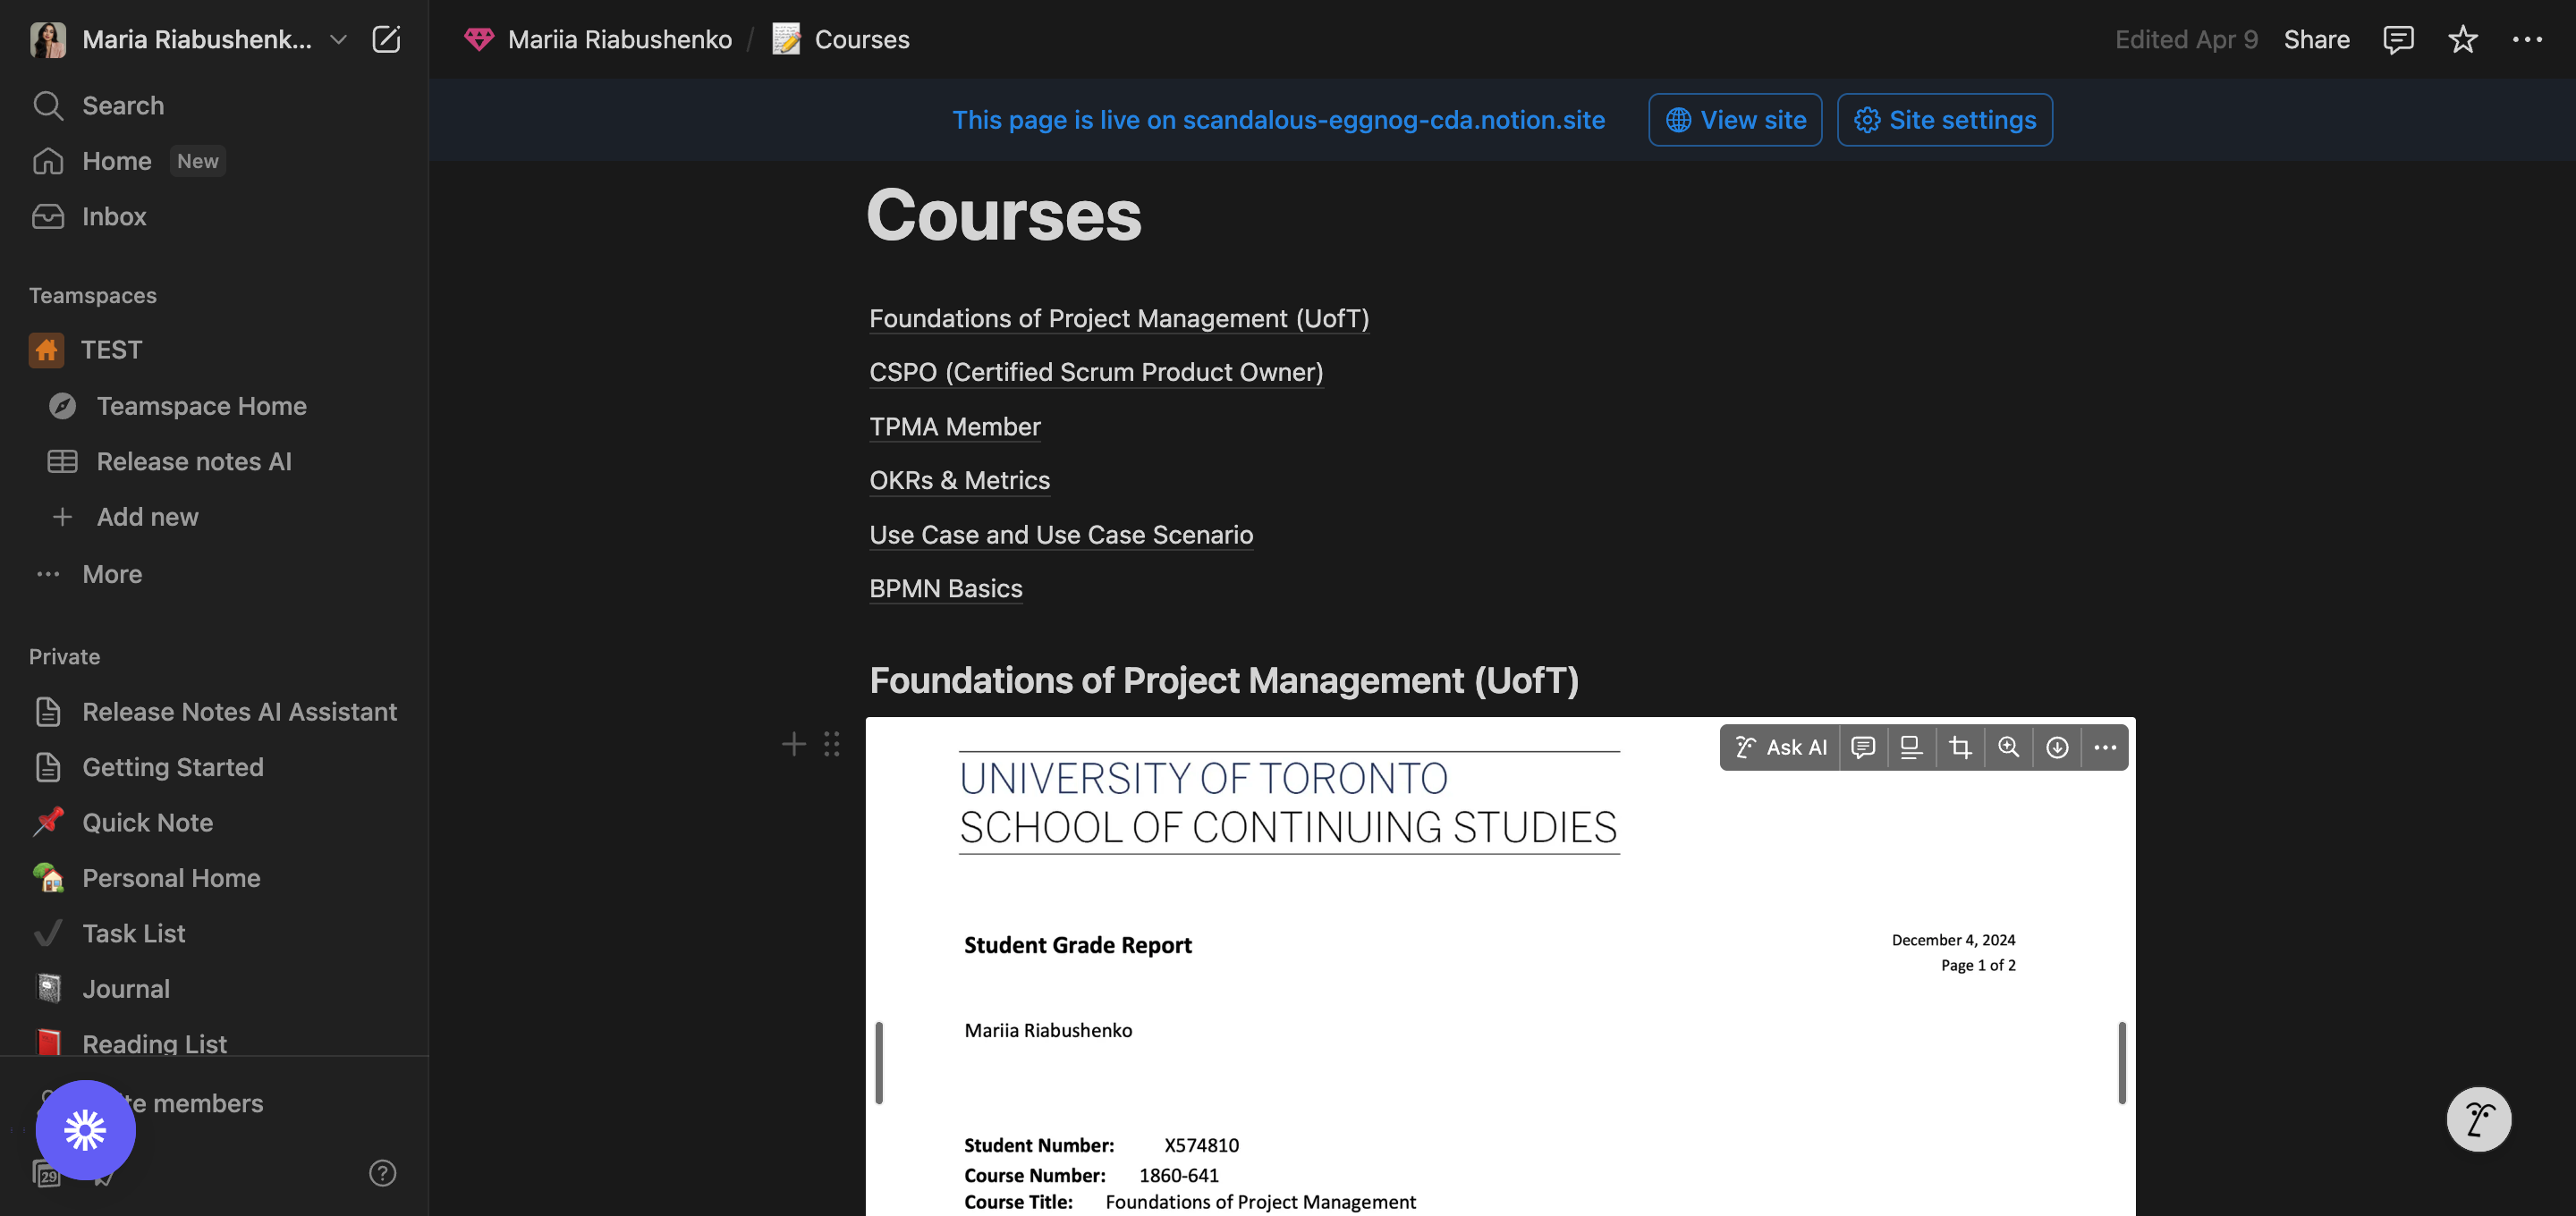 Maria Riabushenk...
Search
Home New
Inbox
Teamspaces
TEST
Teamspace Home
Release notes AI
Add new
More
Private
Release Notes AI Assistant
Getting Started
Quick Note
Personal Home
Task List
Journal
Reading List
te members
29
Mariia Riabushenko / Courses
Edited Apr 9 Share
This page is live on scandalous-eggnog-cda.notion.site View site Site settings
Courses
Foundations of Project Management (UofT)
CSPO (Certified Scrum Product Owner)
TPMA Member
OKRs & Metrics
Use Case and Use Case Scenario
BPMN Basics
Foundations of Project Management (UofT)
Ask AI
UNIVERSITY OF TORONTO
SCHOOL OF CONTINUING STUDIES
Student Grade Report
December 4, 2024
Page 1 of 2
Mariia Riabushenko
Student Number: X574810
Course Number: 1860-641
Course Title: Foundations of Project Management